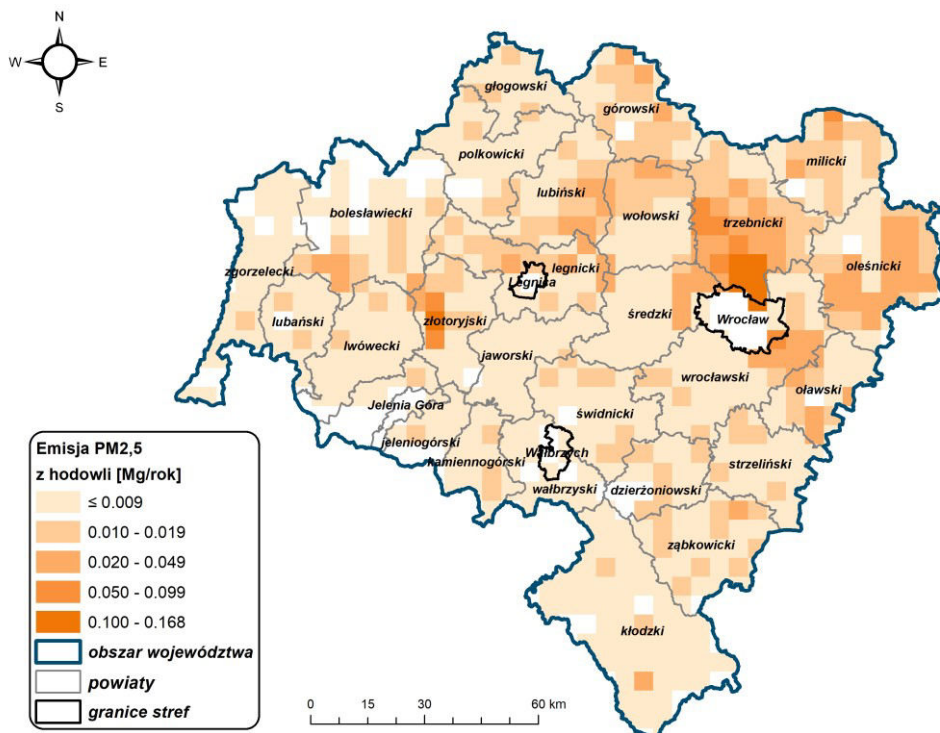 N
W E
S
głogowski
górowski
polkowicki
milicki
lubiński
bolesławiecki
wołowski
trzebnicki
zgorzelecki
legnicki
oleśnicki
Legnica
lubański
złotoryjski
średzki
Wrocław
lwówecki
jaworski
wrocławski
oławski
Jelenia Góra
świdnicki
jeleniogórski
Wałbrzych
kamiennogórski
strzeliński
wałbrzyski
dzierżoniowski
ząbkowicki
kłodzki
Emisja PM2,5
z hodowli [Mg/rok]
≤ 0.009
0.010 - 0.019
0.020 - 0.049
0.050 - 0.099
0.100 - 0.168
obszar województwa
powiaty
granice stref
0 15 30 60 km